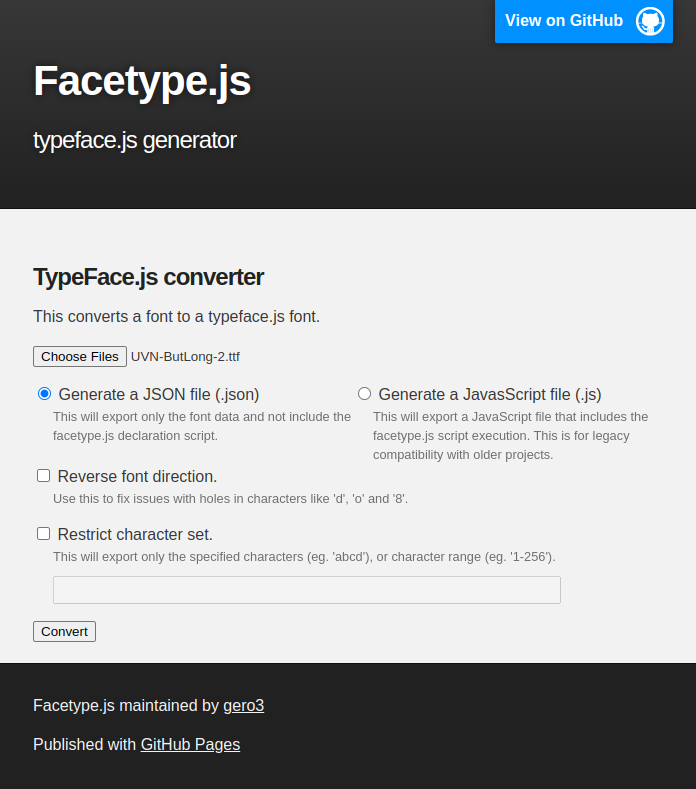 View on GitHub
Facetype.js
typeface.js generator
TypeFace.js converter
This converts a font to a typeface.js font.
Choose Files UVN-ButLong-2.ttf
Generate a JSON file (.json)
This will export only the font data and not include the
facetype.js declaration script.
Generate a JavasScript file (.js)
This will export a JavaScript file that includes the
facetype.js script execution. This is for legacy
compatibility with older projects.
Reverse font direction.
Use this to fix issues with holes in characters like 'd', 'o' and '8'.
Restrict character set.
This will export only the specified characters (eg. 'abcd'), or character range (eg. '1-256').
Convert
Facetype.js maintained by gero3
Published with GitHub Pages